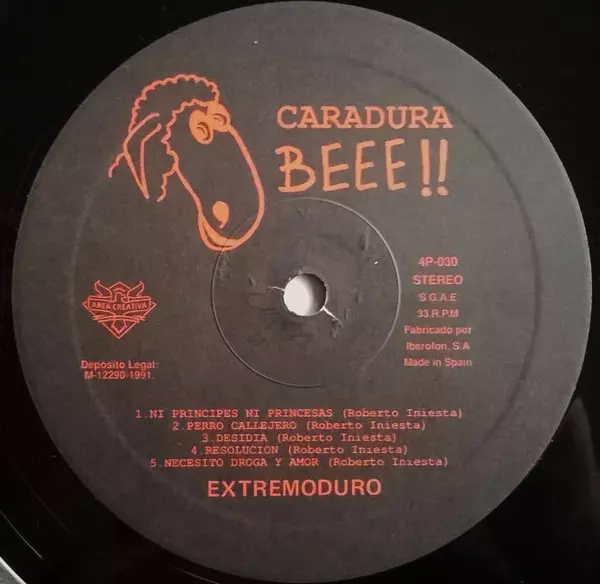 CARADURA
BEEE!!
AREA CREATIVA
Depósito Legal:
M-12290-1991.
4P-030
STEREO
S.G.A.E
33 R.P.M
Fabricado por
Iberofon, S.A
Made in Spain
1.NI PRINCIPES NI PRINCESAS (Roberto Iniesta)
2.PERRO CALLEJERO (Roberto Iniesta)
3.DESIDIA (Roberto Iniesta)
4.RESOLUCION (Roberto Iniesta)
5.NECESITO DROGA Y AMOR (Roberto Iniesta)
EXTREMODURO